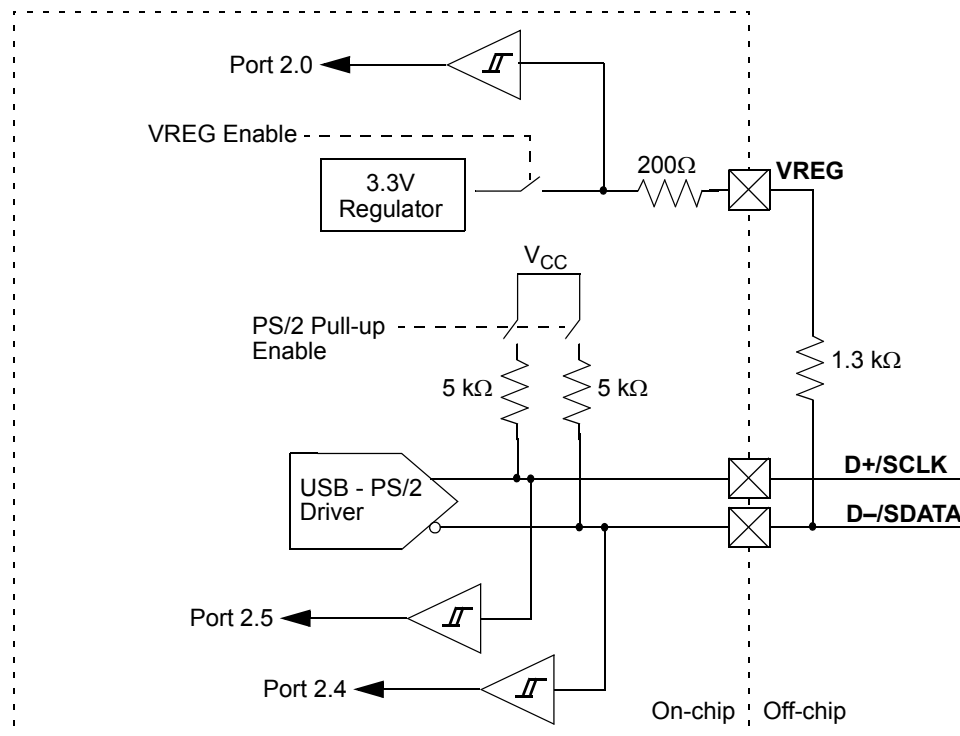 Port 2.0
VREG Enable
200Ω
VREG
3.3V
Regulator
VCC
PS/2 Pull-up
Enable
5 kΩ
5 kΩ
1.3 kΩ
D+/SCLK
USB - PS/2
Driver
D–/SDATA
Port 2.5
Port 2.4
On-chip
Off-chip